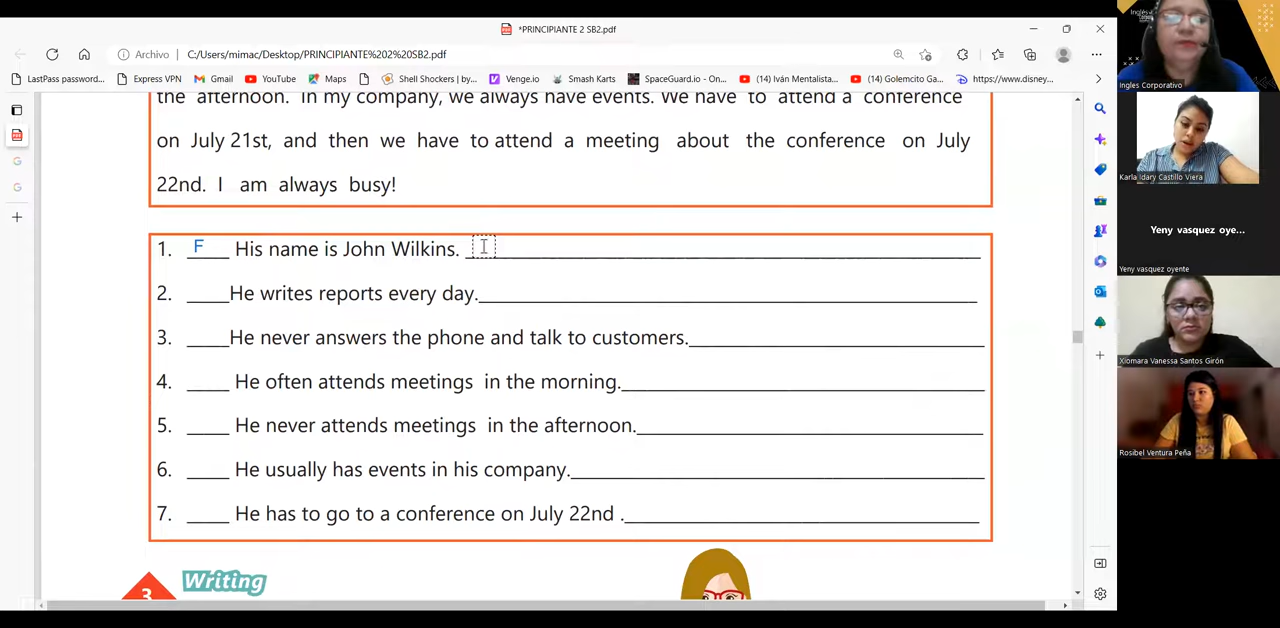 *PRINCIPIANTE 2 SB2.pdf
Archivo C:/Users/mimac/Desktop/PRINCIPIANTE%202%20SB2.pdf
LastPass password... Express VPN Gmail YouTube Maps Shell Shockers | by... Venge.io Smash Karts SpaceGuard.io - On... (14) Iván Mentalista... (14) Golemcito Ga... https://www.disney...
the afternoon. In my company, we always have events. We have to attend a conference
on July 21st, and then we have to attend a meeting about the conference on July
22nd. I am always busy!
1. F His name is John Wilkins.
2. ____He writes reports every day.
3. ____He never answers the phone and talk to customers.
4. ____ He often attends meetings in the morning.
5. ____ He never attends meetings in the afternoon.
6. ____ He usually has events in his company.
7. ____ He has to go to a conference on July 22nd .
3 Writing
Ingles Corporativo
Karla Idary Castillo Viera
Yeny vasquez oye...
Yeny vasquez oyente
Xiomara Vanessa Santos Girón
Rosibel Ventura Peña